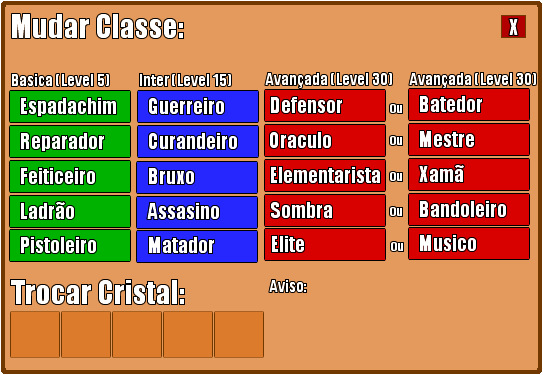 Mudar Classe: X
Basica (Level 5) Inter (Level 15) Avançada (Level 30) Avançada (Level 30)
Espadachim Guerreiro Defensor Ou Batedor
Reparador Curandeiro Oraculo Ou Mestre
Feiticeiro Bruxo Elementarista Ou Xamã
Ladrão Assasino Sombra Ou Bandoleiro
Pistoleiro Matador Elite Ou Musico
Trocar Cristal: Aviso: